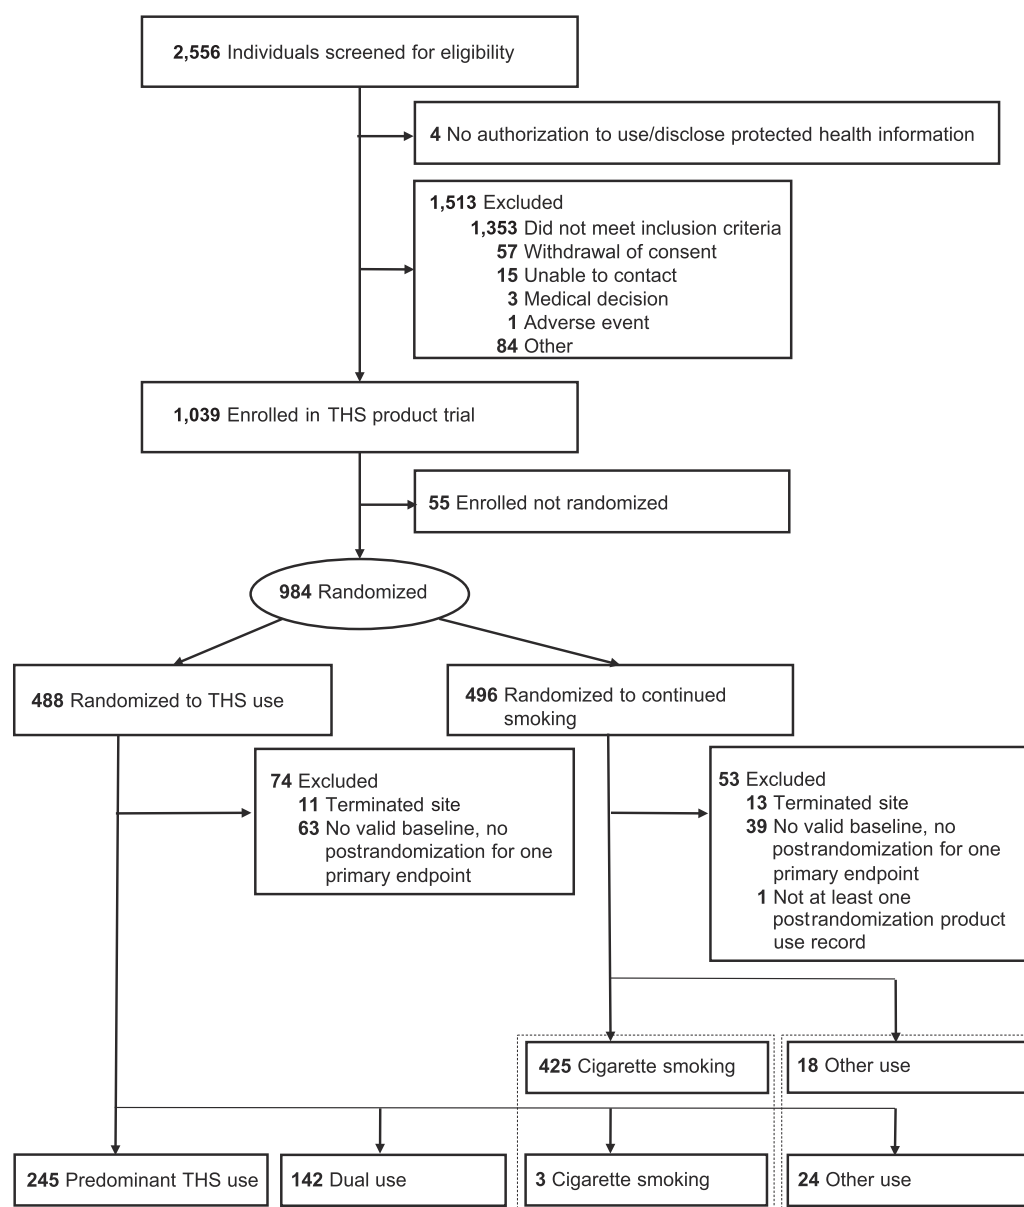 2,556 Individuals screened for eligibility
4 No authorization to use/disclose protected health information
1,513 Excluded
1,353 Did not meet inclusion criteria
57 Withdrawal of consent
15 Unable to contact
3 Medical decision
1 Adverse event
84 Other
1,039 Enrolled in THS product trial
55 Enrolled not randomized
984 Randomized
488 Randomized to THS use
496 Randomized to continued
smoking
74 Excluded
11 Terminated site
63 No valid baseline, no
postrandomization for one
primary endpoint
53 Excluded
13 Terminated site
39 No valid baseline, no
postrandomization for one
primary endpoint
1 Not at least one
postrandomization product
use record
425 Cigarette smoking
18 Other use
245 Predominant THS use
142 Dual use
3 Cigarette smoking
24 Other use